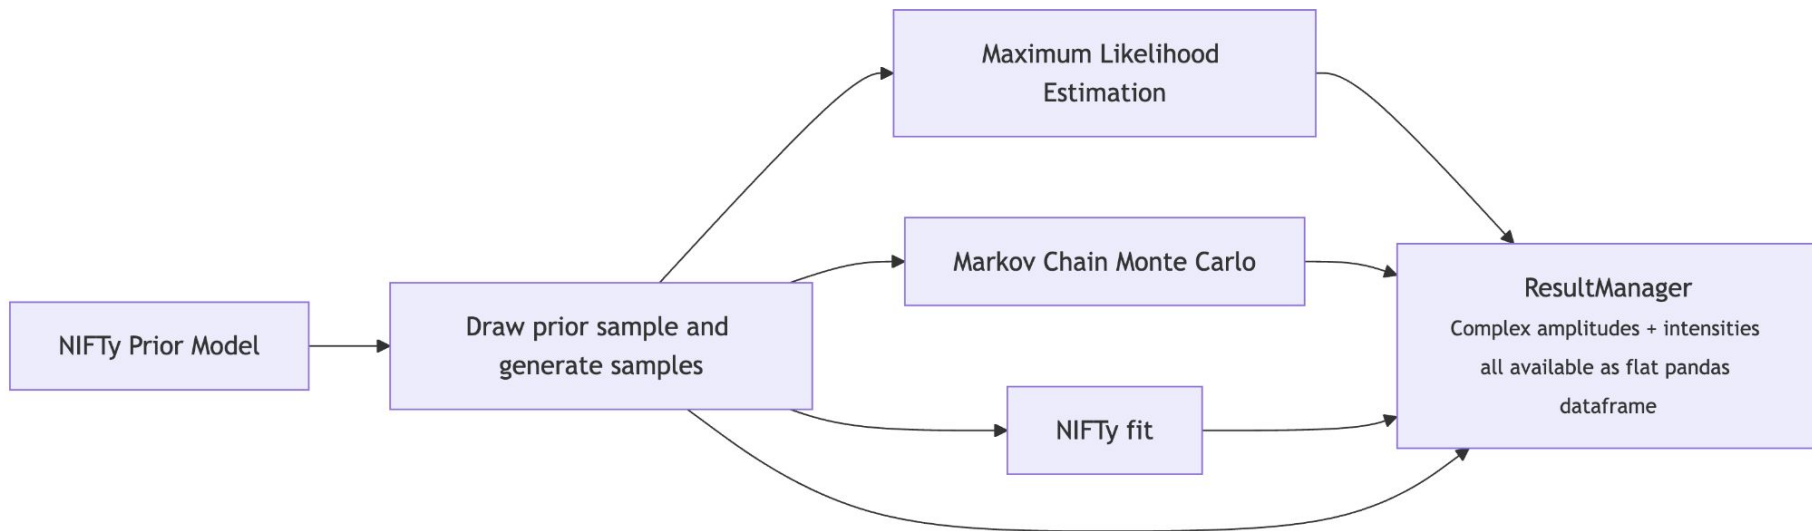 NIFTy Prior Model
Draw prior sample and
generate samples
Maximum Likelihood
Estimation
Markov Chain Monte Carlo
NIFTy fit
ResultManager
Complex amplitudes + intensities
all available as flat pandas
dataframe